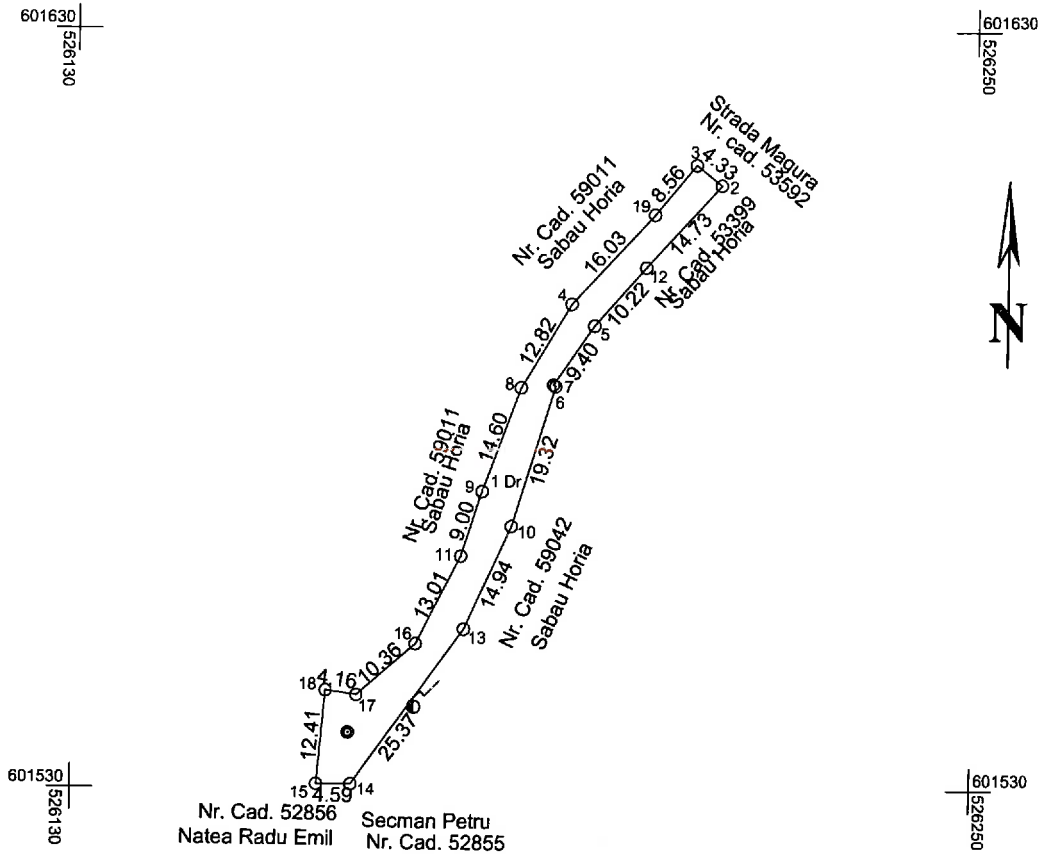 601630
526130
601630
526250
Strada Magura
Nr. cad. 53592
3
4.33
2
Nr. Cad. 59011
Sabau Horia
8.56
19
14.73
Nr. Cad. 53399
Sabau Horia
16.03
12
4
10.22
5
12.82
9.40
8
7
6
N
14.60
19.32
Nr. Cad. 59011
Sabau Horia
9
1 Dr
9.00
10
11
14.94
Nr. Cad. 59042
Sabau Horia
13.01
16
13
10.36
4.16
18
17
12.41
25.37
15
4.59
14
601530
526130
601530
526250
Nr. Cad. 52856
Natea Radu Emil
Secman Petru
Nr. Cad. 52855